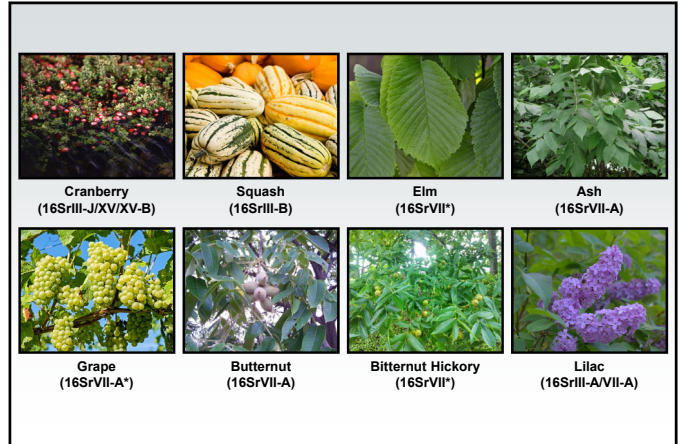 Cranberry
(16SrIII-J/XV/XV-B)
Squash
(16SrIII-B)
Elm
(16SrVII*)
Ash
(16SrVII-A)
Grape
(16SrVII-A*)
Butternut
(16SrVII-A)
Bitternut Hickory
(16SrVII*)
Lilac
(16SrIII-A/VII-A)